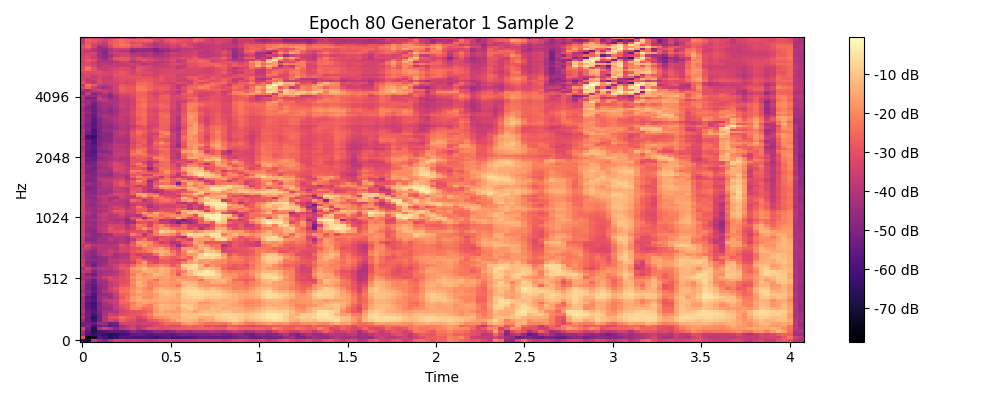 Epoch 80 Generator 1 Sample 2
Hz
4096
2048
1024
512
0
0 0.5 1 1.5 2 2.5 3 3.5 4
Time
-10 dB
-20 dB
-30 dB
-40 dB
-50 dB
-60 dB
-70 dB